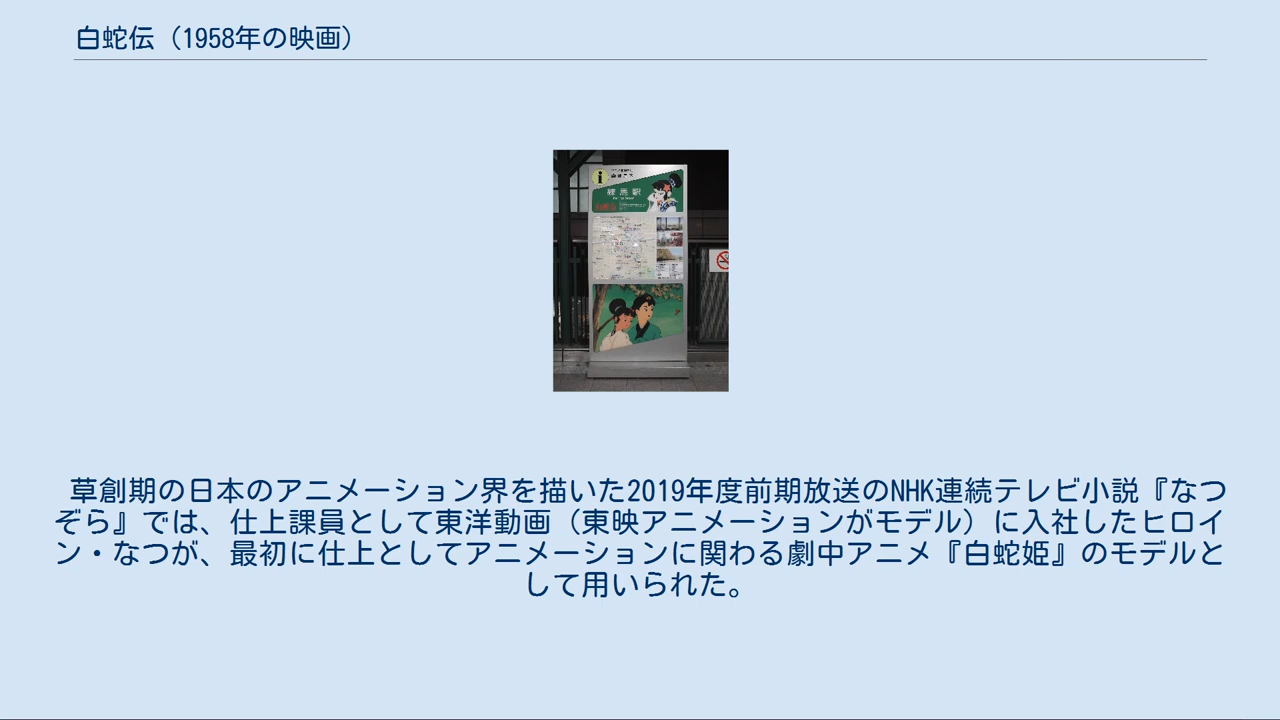 白蛇伝（1958年の映画）
i
練馬駅
草創期の日本のアニメーション界を描いた2019年度前期放送のNHK連続テレビ小説『なつ
ぞら』では、仕上課員として東洋動画（東映アニメーションがモデル）に入社したヒロイ
ン・なつが、最初に仕上としてアニメーションに関わる劇中アニメ『白蛇姫』のモデルと
して用いられた。